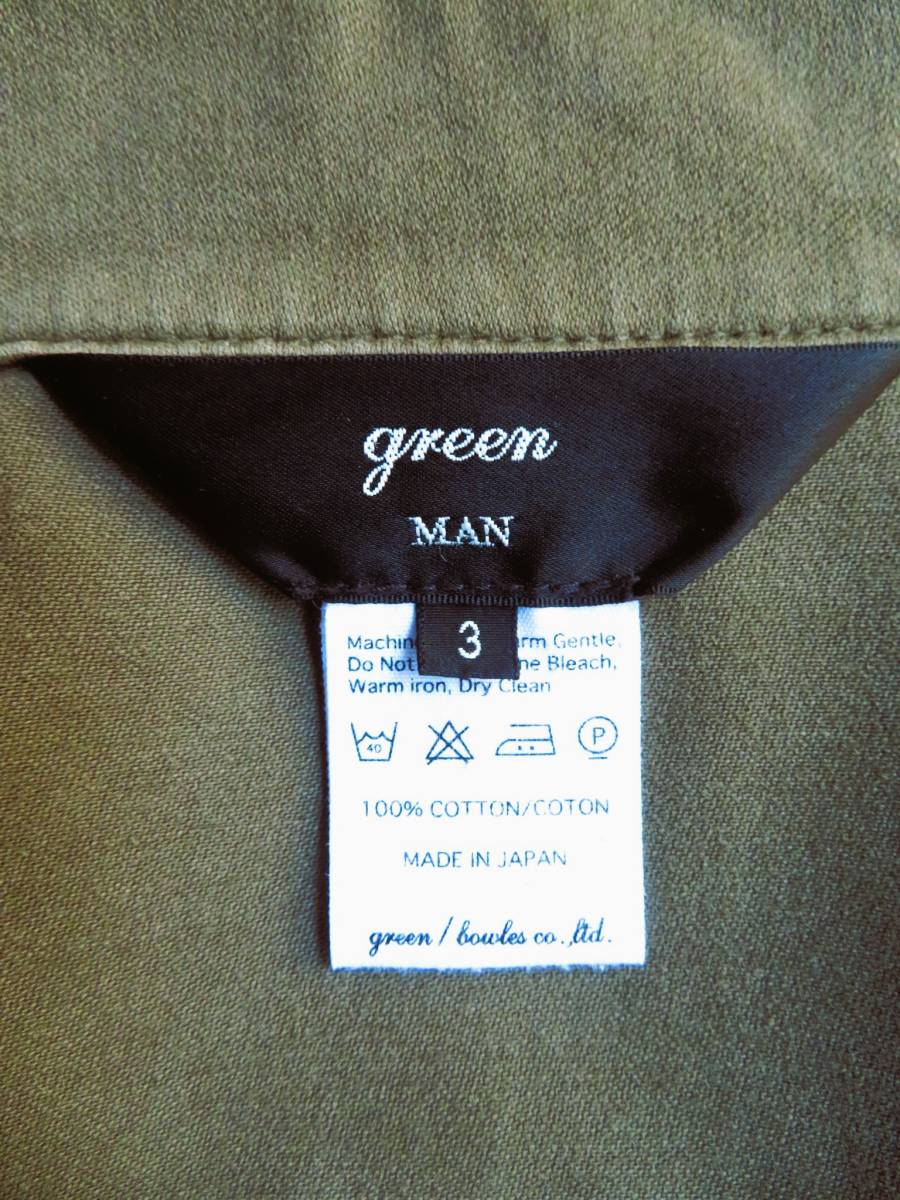 green
MAN
3
Machin rm Gentle,
Do Not ne Bleach,
Warm iron, Dry Clean
40
P
100% COTTON/COTON
MADE IN JAPAN
green / bowles co.,ltd.